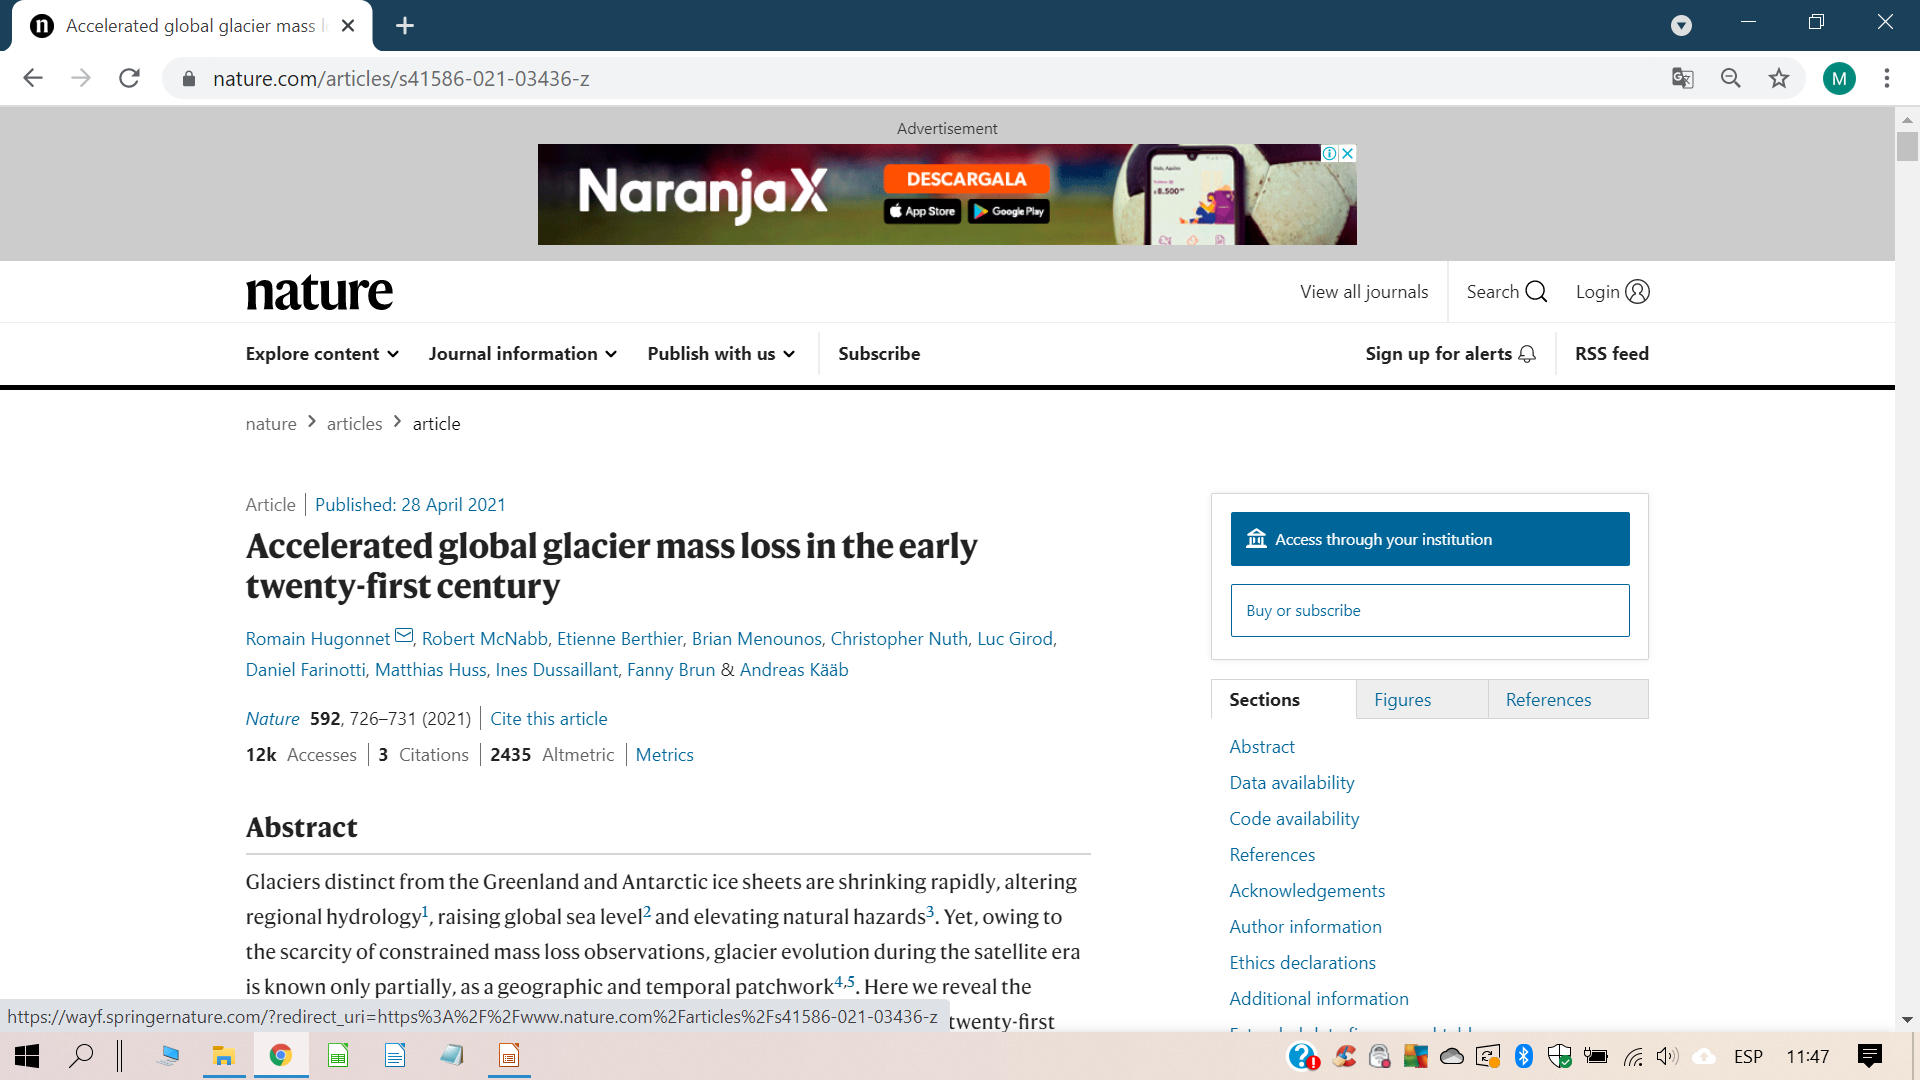 n Accelerated global glacier mass l
nature.com/articles/s41586-021-03436-z
M
Advertisement
NaranjaX
DESCARGALA
App Store Google Play
Hola, Aquiles
8.500
nature
View all journals Search Login
Explore content Journal information Publish with us Subscribe Sign up for alerts RSS feed
nature > articles > article
Article | Published: 28 April 2021
Accelerated global glacier mass loss in the early
twenty-first century
Romain Hugonnet, Robert McNabb, Etienne Berthier, Brian Menounos, Christopher Nuth, Luc Girod,
Daniel Farinotti, Matthias Huss, Ines Dussaillant, Fanny Brun & Andreas Kääb
Nature 592, 726–731 (2021) | Cite this article
12k Accesses | 3 Citations | 2435 Altmetric | Metrics
Abstract
Glaciers distinct from the Greenland and Antarctic ice sheets are shrinking rapidly, altering
regional hydrology1, raising global sea level2 and elevating natural hazards3. Yet, owing to
the scarcity of constrained mass loss observations, glacier evolution during the satellite era
is known only partially, as a geographic and temporal patchwork4,5. Here we reveal the
twenty-first
Access through your institution
Buy or subscribe
Sections Figures References
Abstract
Data availability
Code availability
References
Acknowledgements
Author information
Ethics declarations
Additional information
https://wayf.springernature.com/?redirect_uri=https%3A%2F%2Fwww.nature.com%2Farticles%2Fs41586-021-03436-z
ESP 11:47